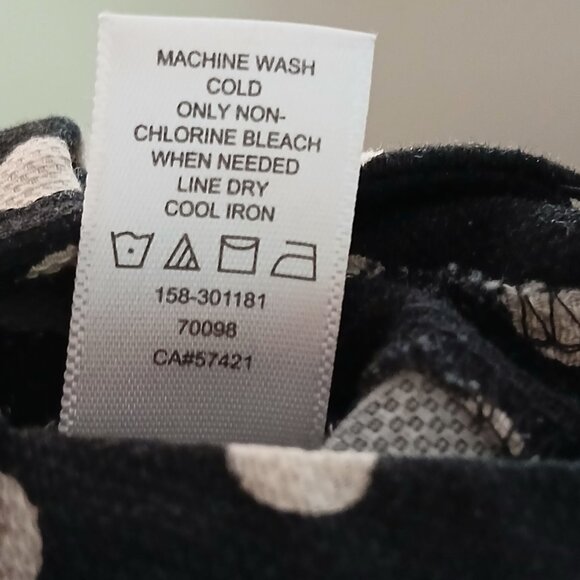 MACHINE WASH
COLD
ONLY NON-
CHLORINE BLEACH
WHEN NEEDED
LINE DRY
COOL IRON
158-301181
70098
CA#57421